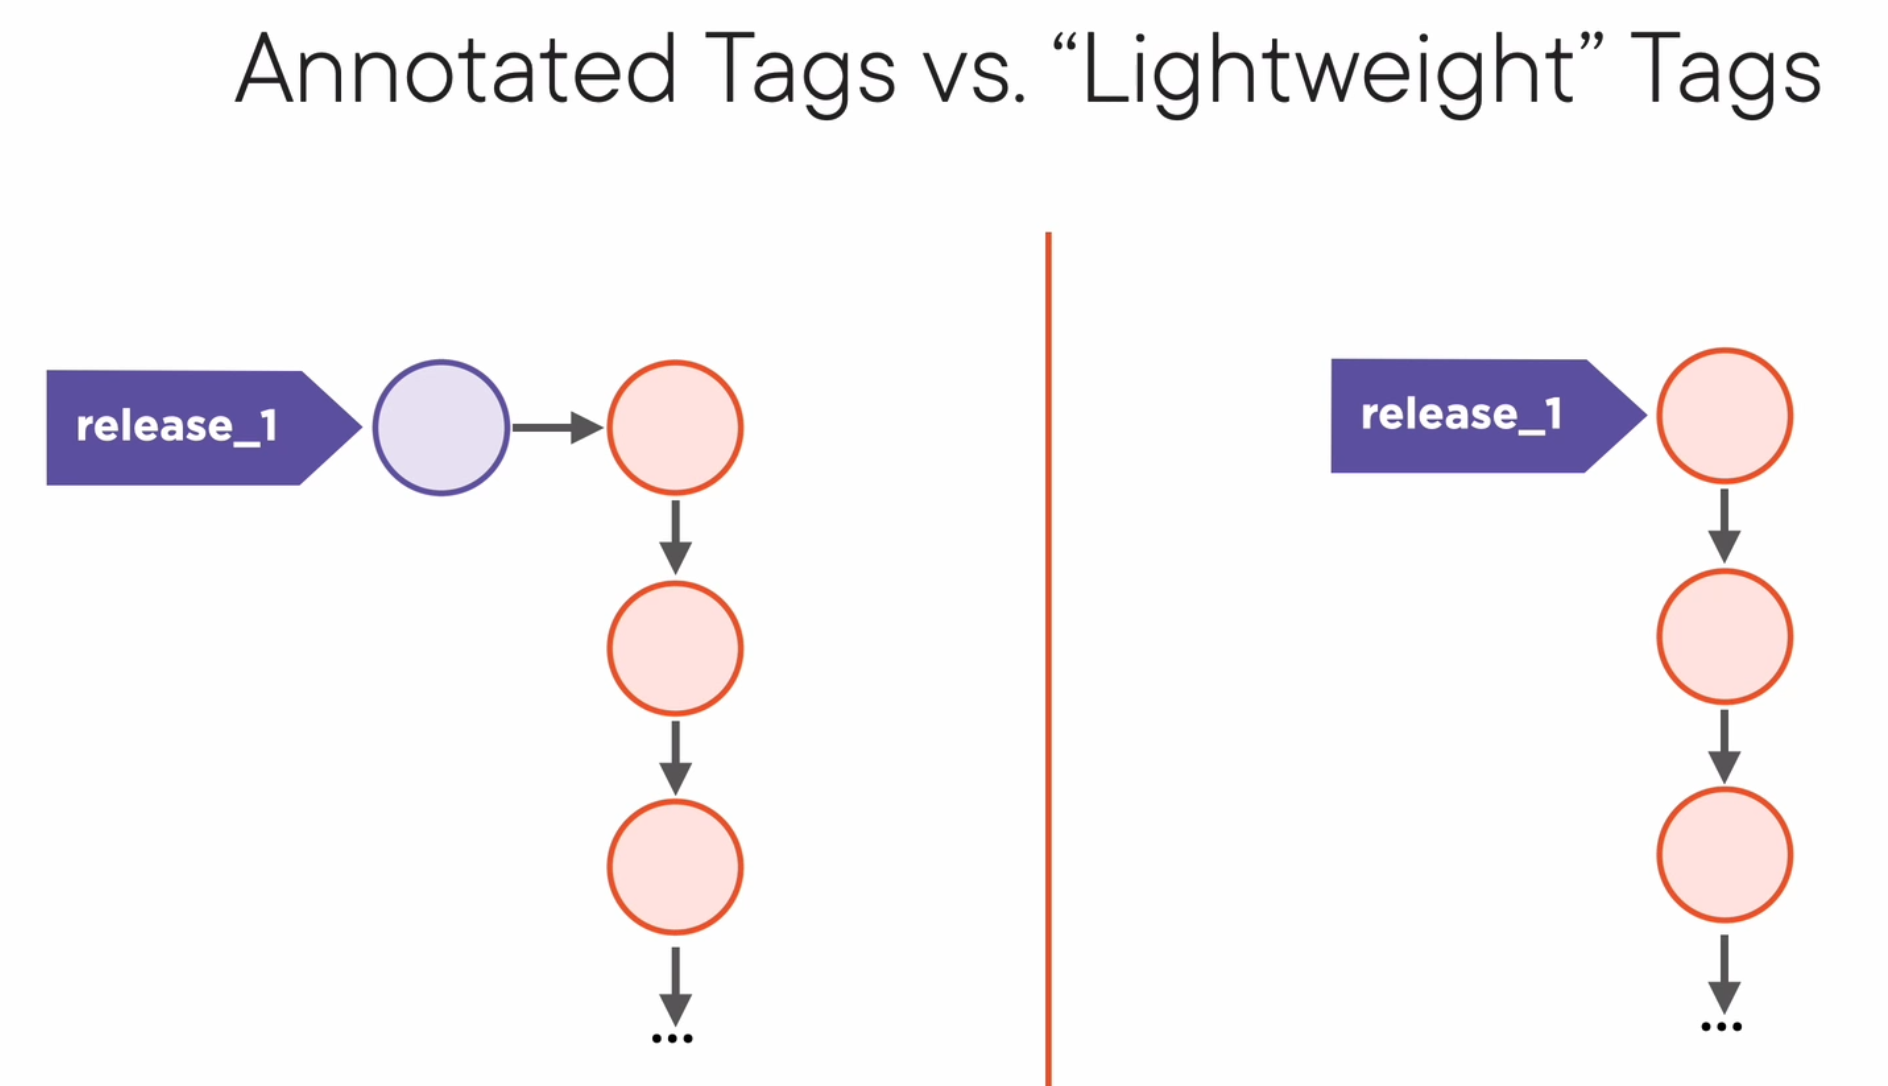 Annotated Tags vs. “Lightweight” Tags
release_1
release_1
...
...